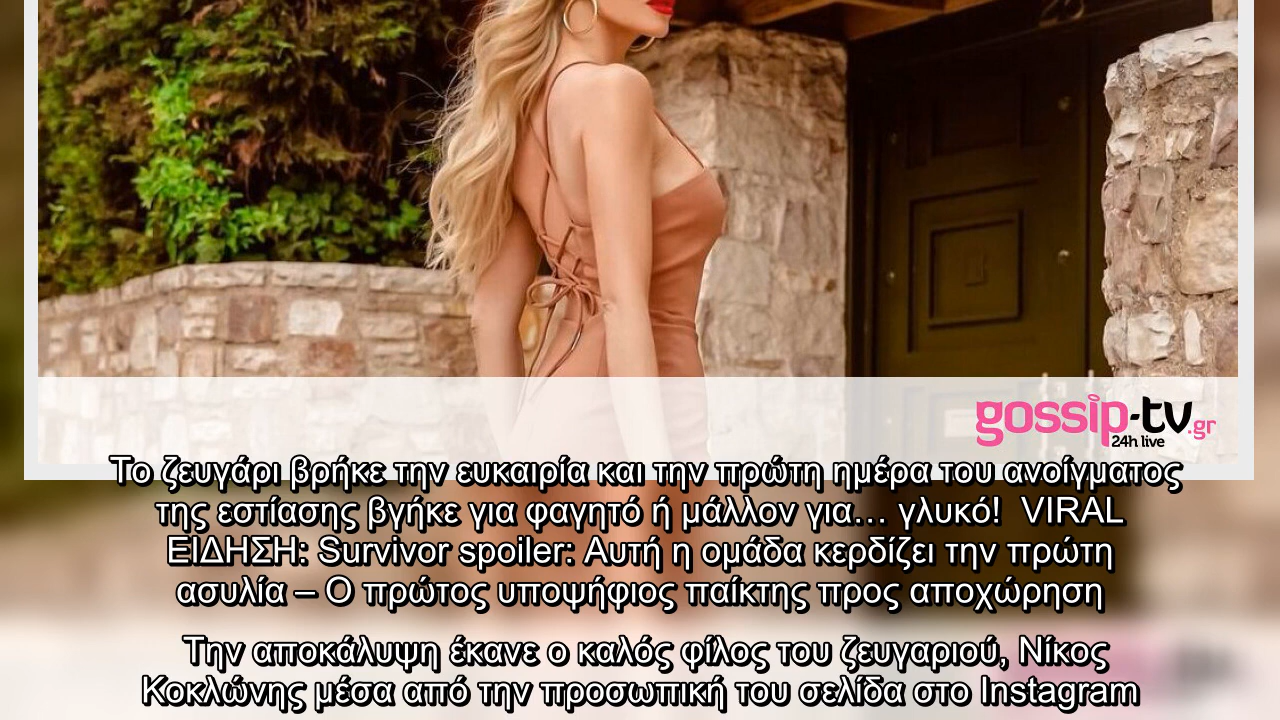 gossip-tv.gr
24h live
Το ζευγάρι βρήκε την ευκαιρία και την πρώτη ημέρα του ανοίγματος
της εστίασης βγήκε για φαγητό ή μάλλον για… γλυκό!  VIRAL
ΕΙΔΗΣΗ: Survivor spoiler: Αυτή η ομάδα κερδίζει την πρώτη
ασυλία – Ο πρώτος υποψήφιος παίκτης προς αποχώρηση
Την αποκάλυψη έκανε ο καλός φίλος του ζευγαριού, Νίκος
Κοκλώνης μέσα από την προσωπική του σελίδα στο Instagram